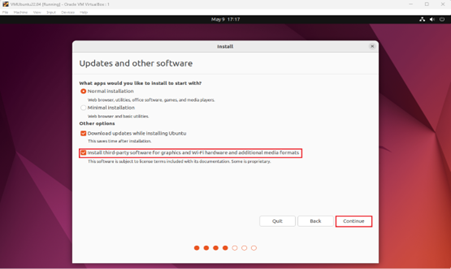 VMUbuntu22.04 [Running] - Oracle VM VirtualBox : 1
File Machine View Input Devices Help
May 9 17:17
Install
Updates and other software
What apps would you like to install to start with?
Normal installation
Web browser, utilities, office software, games, and media players.
Minimal installation
Web browser and basic utilities.
Other options
Download updates while installing Ubuntu
This saves time after installation.
Install third-party software for graphics and Wi-Fi hardware and additional media formats
This software is subject to license terms included with its documentation. Some is proprietary.
Quit
Back
Continue